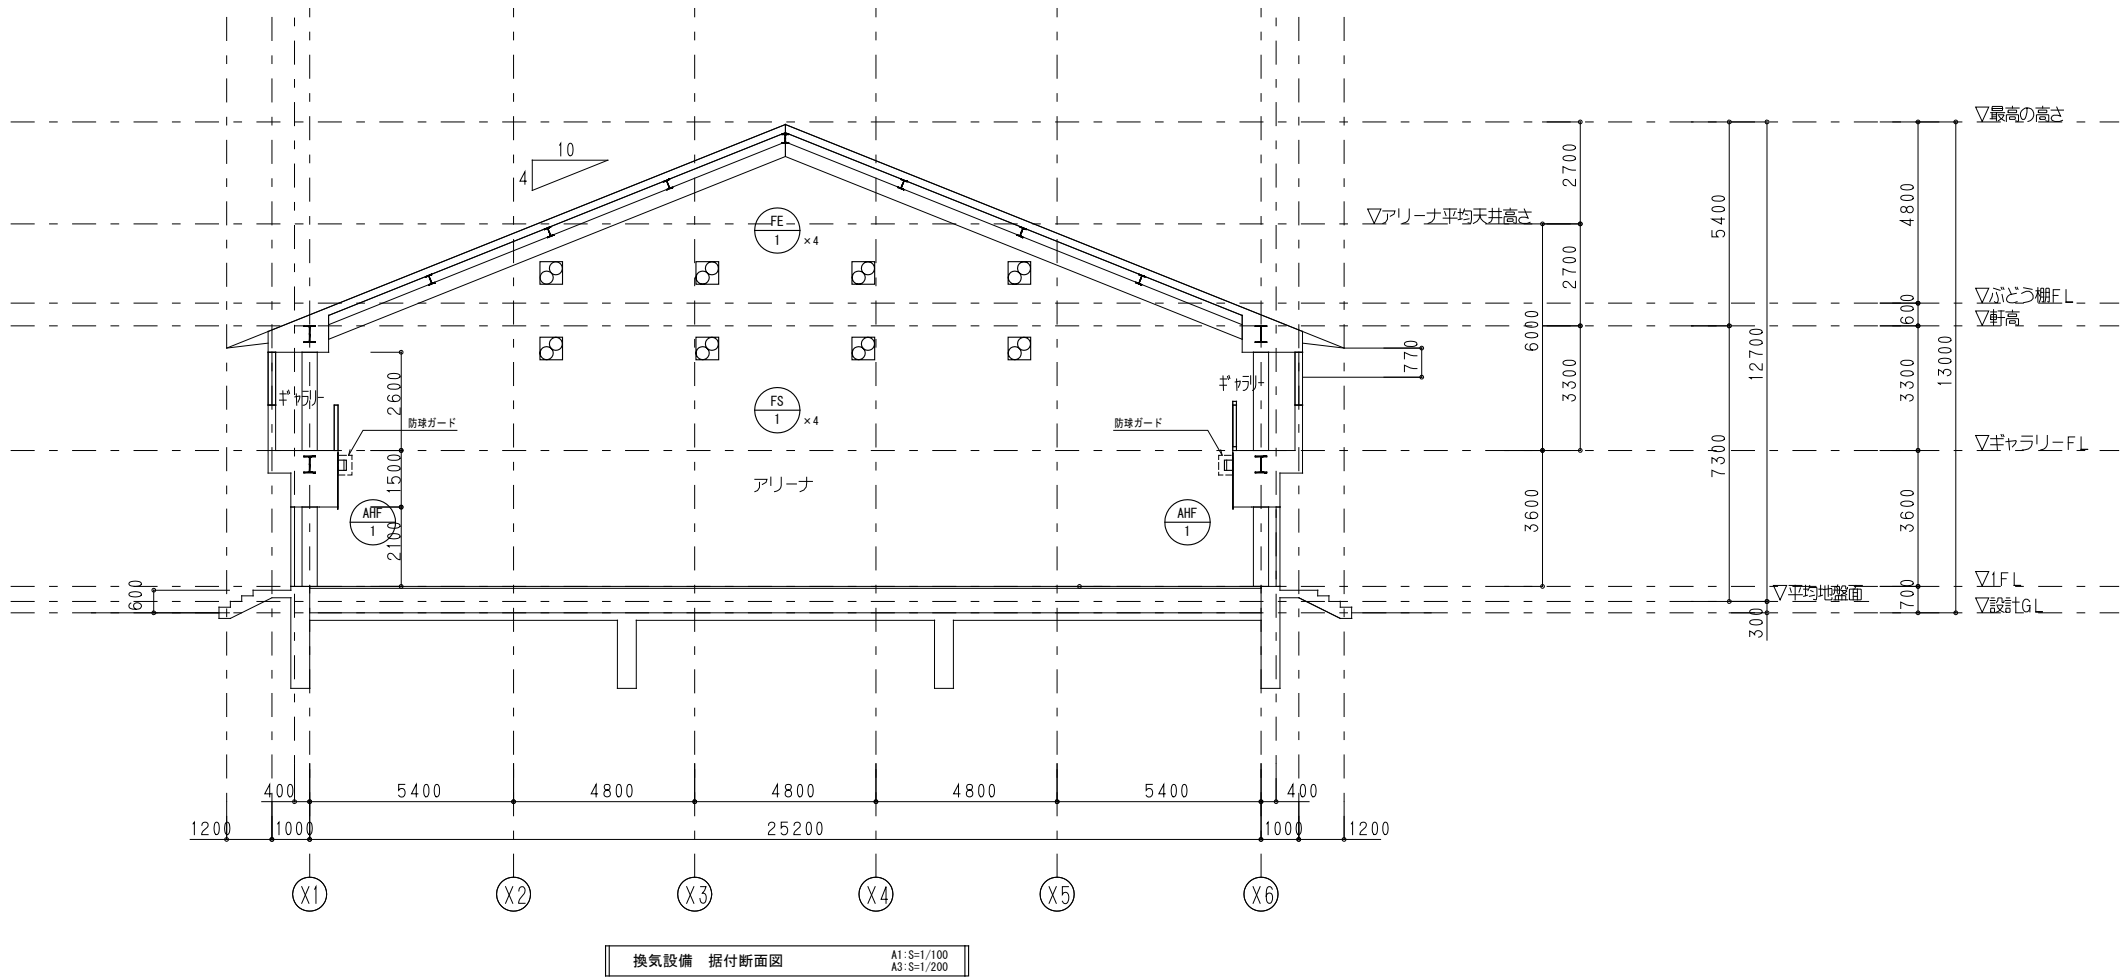 ▽最高の高さ
10
4
2700
5400
4800
▽アリーナ平均天井高さ
FE
1
×4
2700
6000
12700
13000
▽ぶどう棚FL
600
▽軒高
770
3300
3300
ギャラリー
2600
ギャラリー
FS
1
×4
防球ガード
防球ガード
▽ギャラリーFL
7300
1500
アリーナ
3600
3600
AHF
1
2100
AHF
1
600
▽1FL
▽平均地盤面
700
▽設計GL
300
400
5400
4800
4800
4800
5400
400
1200
1000
25200
1000
1200
X1
X2
X3
X4
X5
X6
換気設備 据付断面図
A1:S=1/100
A3:S=1/200